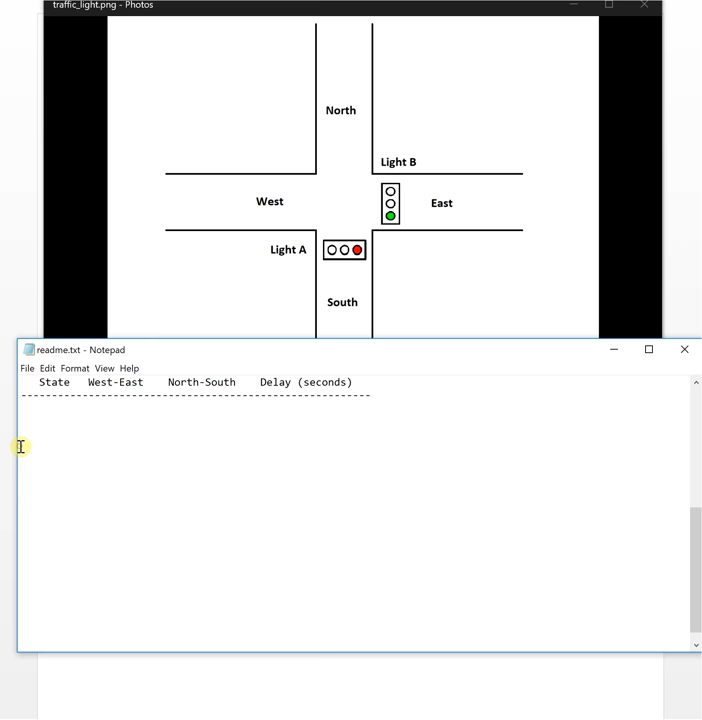 traffic_light.png - Photos
North
Light B
West
East
Light A
South
readme.txt - Notepad
File Edit Format View Help
State West-East North-South Delay (seconds)
---------------------------------------------------------